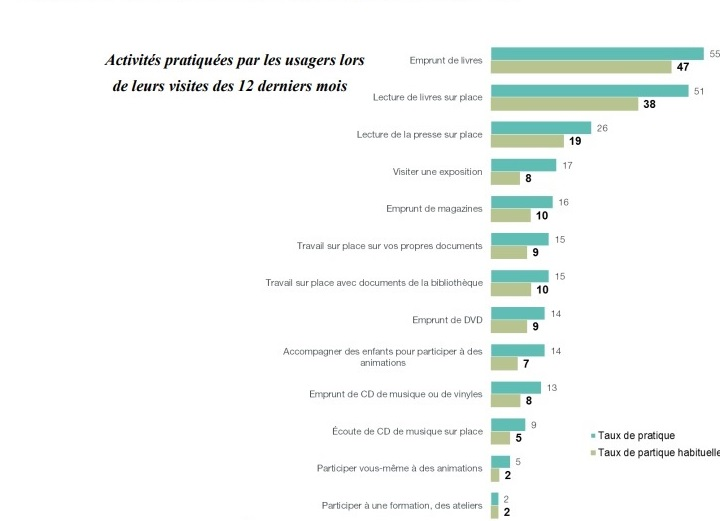 Activités pratiquées par les usagers lors
de leurs visites des 12 derniers mois
Emprunt de livres 55
47
Lecture de livres sur place 51
38
Lecture de la presse sur place 26
19
Visiter une exposition 17
8
Emprunt de magazines 16
10
Travail sur place sur vos propres documents 15
9
Travail sur place avec documents de la bibliothèque 15
10
Emprunt de DVD 14
9
Accompagner des enfants pour participer à des
animations 14
7
Emprunt de CD de musique ou de vinyles 13
8
Écoute de CD de musique sur place 9
5
Taux de pratique
Taux de partique habituelle
Participer vous-même à des animations 5
2
Participer à une formation, des ateliers 2
2